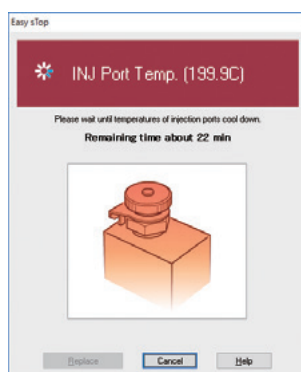 Easy sTop
INJ Port Temp. (199.9C)
Please wait until temperatures of injection ports cool down.
Remaining time about 22 min
Replace
Cancel
Help